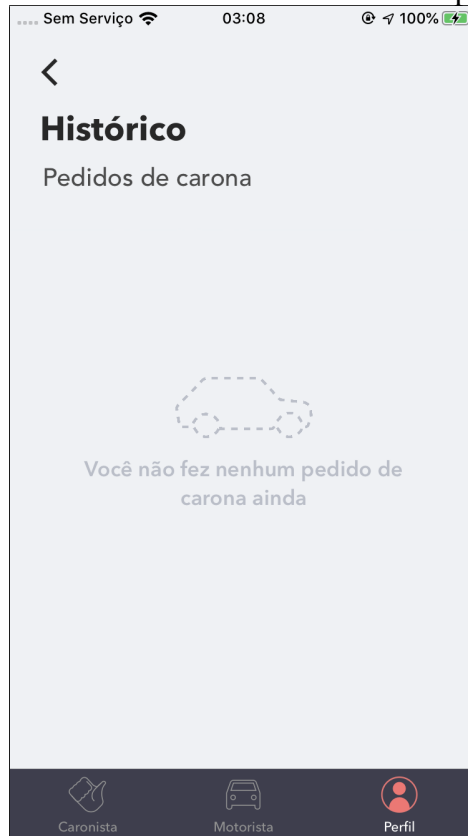 Sem Serviço 03:08 100%
Histórico
Pedidos de carona
Você não fez nenhum pedido de
carona ainda
Caronista Motorista Perfil